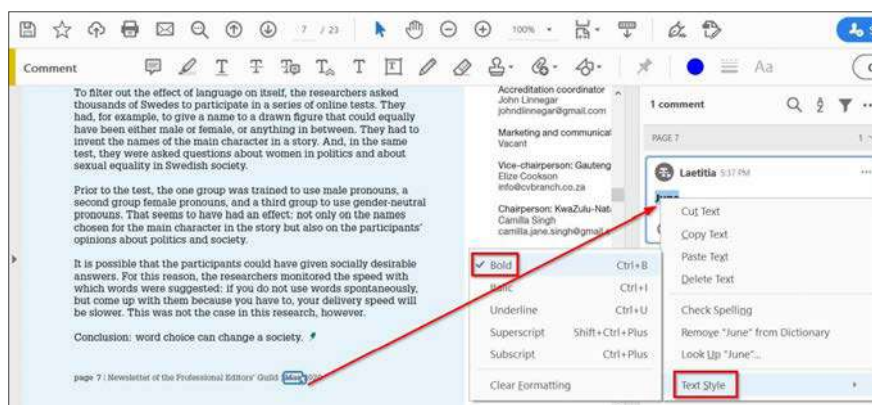 7 / 23
100%
Comment
Aa
To filter out the effect of language on itself, the researchers asked
thousands of Swedes to participate in a series of online tests. They
had, for example, to give a name to a drawn figure that could equally
have been either male or female, or anything in between. They had to
invent the names of the main character in a story. And, in the same
test, they were asked questions about women in politics and about
sexual equality in Swedish society.
Prior to the test, the one group was trained to use male pronouns, a
second group female pronouns, and a third group to use gender-neutral
pronouns. That seems to have had an effect: not only on the names
chosen for the main character in the story but also on the participants'
opinions about politics and society.
It is possible that the participants could have given socially desirable
answers. For this reason, the researchers monitored the speed with
which words were suggested: if you do not use words spontaneously,
but come up with them because you have to, your delivery speed will
be slower. This was not the case in this research, however.
Conclusion: word choice can change a society.
page 7 | Newsletter of the Professional Editors' Guild
Accreditation coordinator
John Linnegar
johndlinnegar@gmail.com
Marketing and communicat
Vacant
Vice-chairperson: Gauteng
Elize Cookson
info@cvbranch.co.za
Chairperson: KwaZulu-Nat
Camilla Singh
camilla.jane.singh@gmail.c
1 comment
PAGE 7
1
Laetitia 5:37 PM
June
Cut Text
Copy Text
Paste Text
Delete Text
Check Spelling
Remove "June" from Dictionary
Look Up "June"...
Text Style
Bold Ctrl+B
Italic Ctrl+I
Underline Ctrl+U
Superscript Shift+Ctrl+Plus
Subscript Ctrl+Plus
Clear Formatting